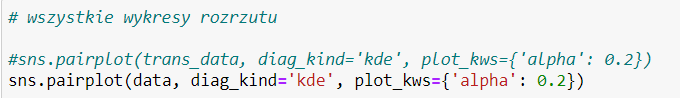 # wszystkie wykresy rozrzutu
#sns.pairplot(trans_data, diag_kind='kde', plot_kws={'alpha': 0.2})
sns.pairplot(data, diag_kind='kde', plot_kws={'alpha': 0.2})